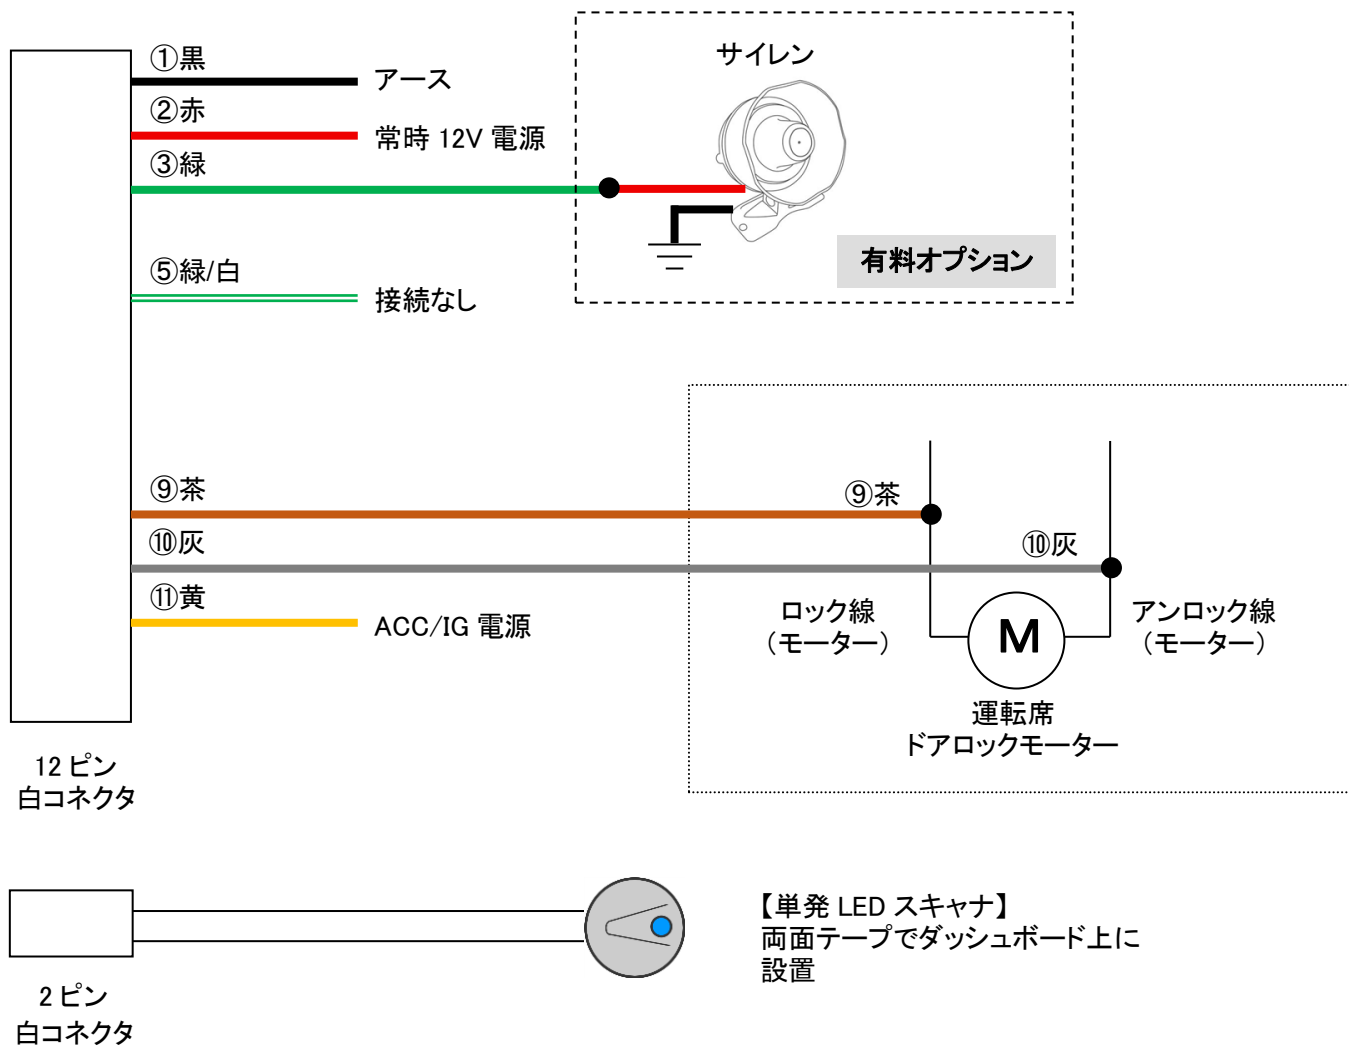 サイレン
①黒
アース
②赤
常時 12V 電源
③緑
有料オプション
⑤緑/白
接続なし
⑨茶
⑨茶
⑩灰
⑩灰
⑪黄
ACC/IG 電源
ロック線
（モーター）
M
アンロック線
（モーター）
運転席
ドアロックモーター
12 ピン
白コネクタ
【単発 LED スキャナ】
両面テープでダッシュボード上に
設置
2 ピン
白コネクタ